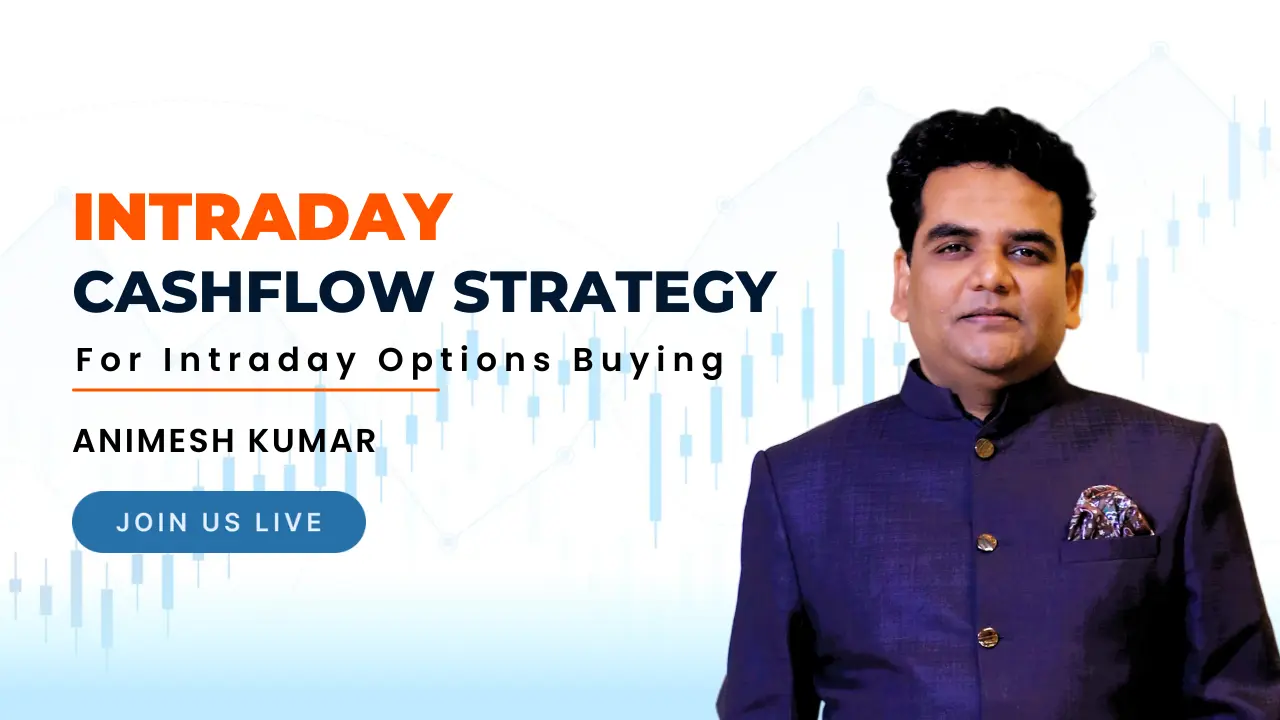 INTRADAY
CASHFLOW STRATEGY
For Intraday Options Buying
ANIMESH KUMAR
JOIN US LIVE